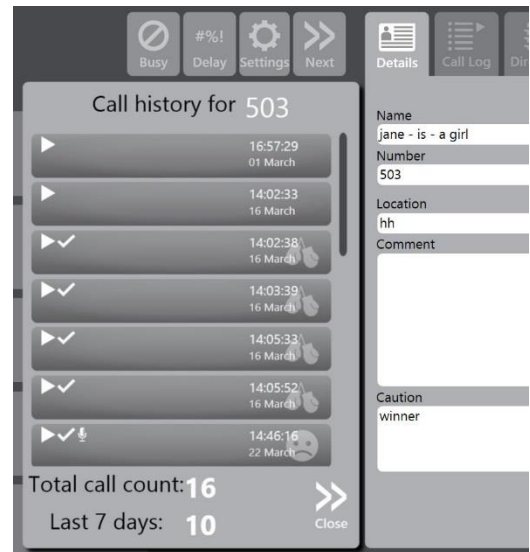 Busy
#%!
Delay
Settings
Next
Call history for 503
16:57:29
01 March
14:02:33
16 March
14:02:38
16 March
14:03:39
16 March
14:05:33
16 March
14:05:52
16 March
14:46:16
22 March
Total call count: 16
Last 7 days: 10
Close
Details
Call Log
Name
jane - is - a girl
Number
503
Location
hh
Comment
Caution
winner